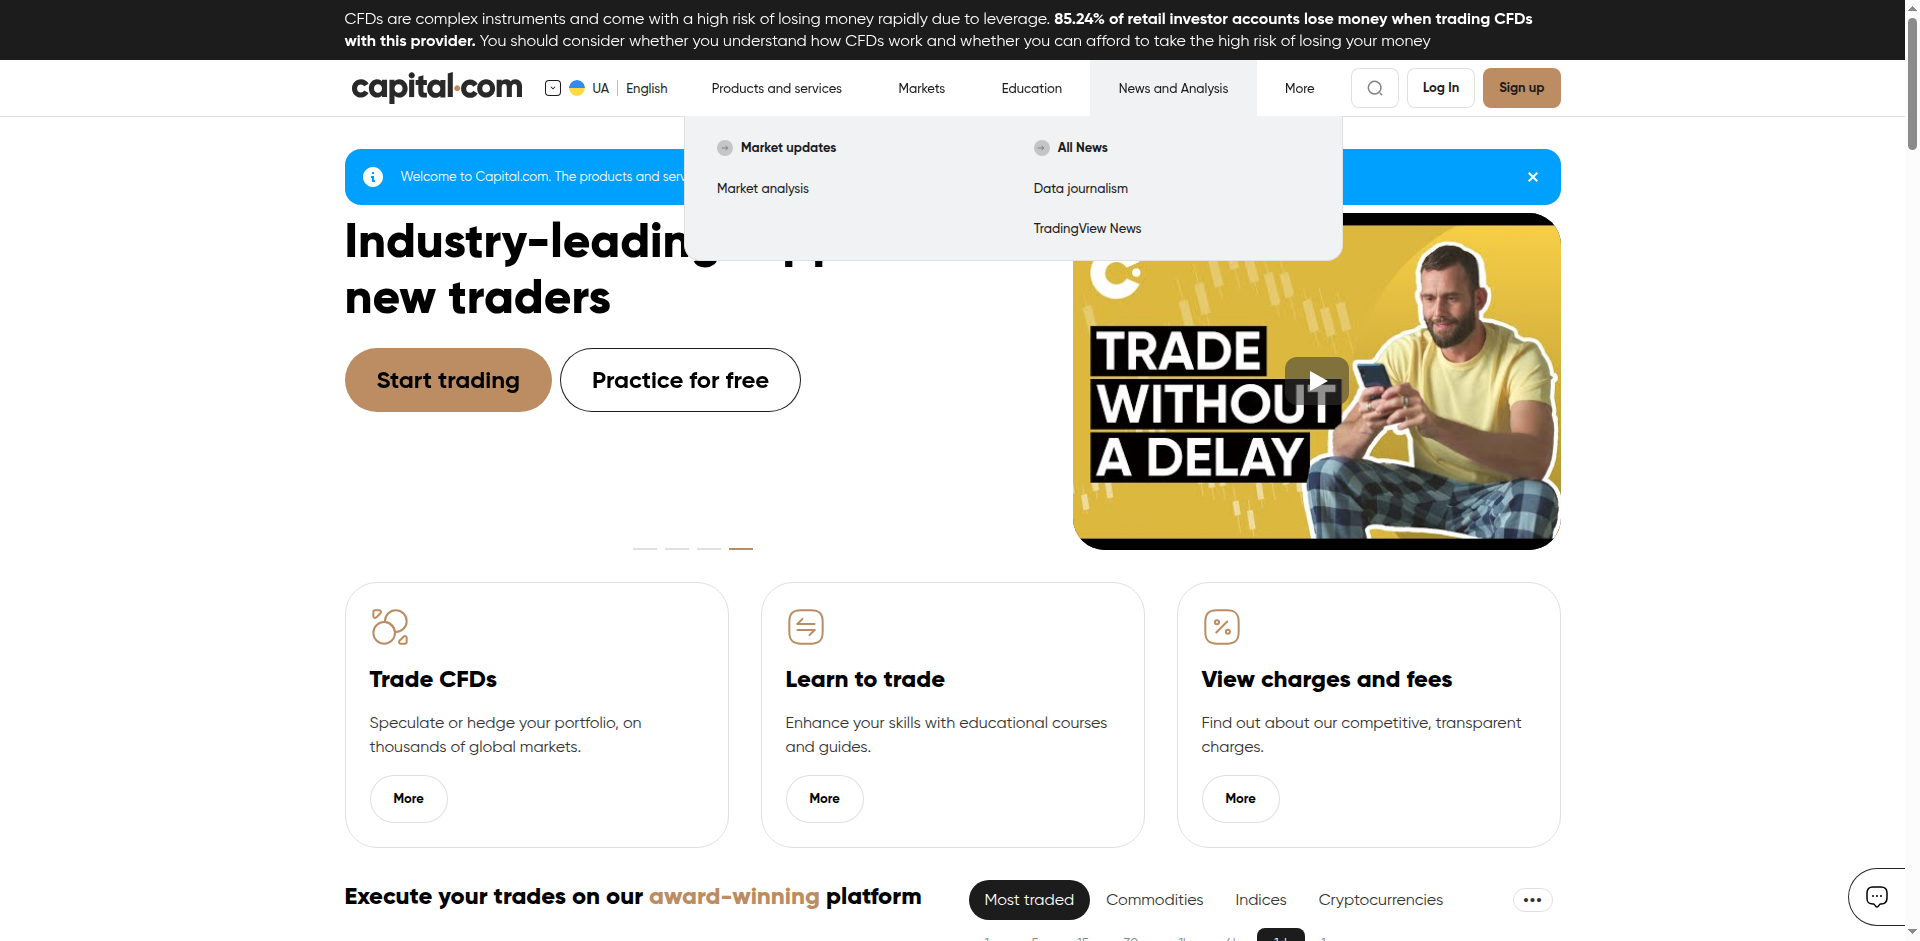 CFDs are complex instruments and come with a high risk of losing money rapidly due to leverage. 85.24% of retail investor accounts lose money when trading CFDs
with this provider. You should consider whether you understand how CFDs work and whether you can afford to take the high risk of losing your money
capital.com
UA
English
Products and services
Markets
Education
News and Analysis
More
Log In
Sign up
Market updates
All News
Market analysis
Data journalism
TradingView News
Welcome to Capital.com. The products and
Industry-leading
new traders
Start trading
Practice for free
TRADE
WITHOUT
A DELAY
Trade CFDs
Speculate or hedge your portfolio, on
thousands of global markets.
More
Learn to trade
Enhance your skills with educational courses
and guides.
More
View charges and fees
Find out about our competitive, transparent
charges.
More
Execute your trades on our award-winning platform
Most traded
Commodities
Indices
Cryptocurrencies